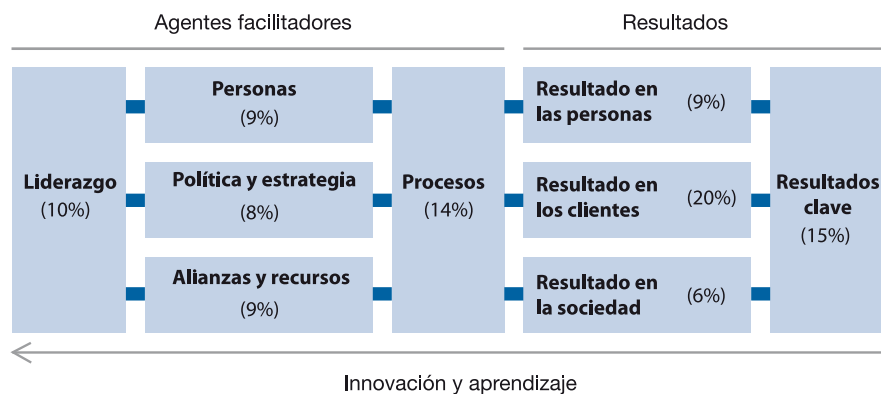 Agentes facilitadores
Resultados
Liderazgo
(10%)
Personas
(9%)
Política y estrategia
(8%)
Alianzas y recursos
(9%)
Procesos
(14%)
Resultado en
las personas
(9%)
Resultado en
los clientes
(20%)
Resultado en
la sociedad
(6%)
Resultados
clave
(15%)
Innovación y aprendizaje